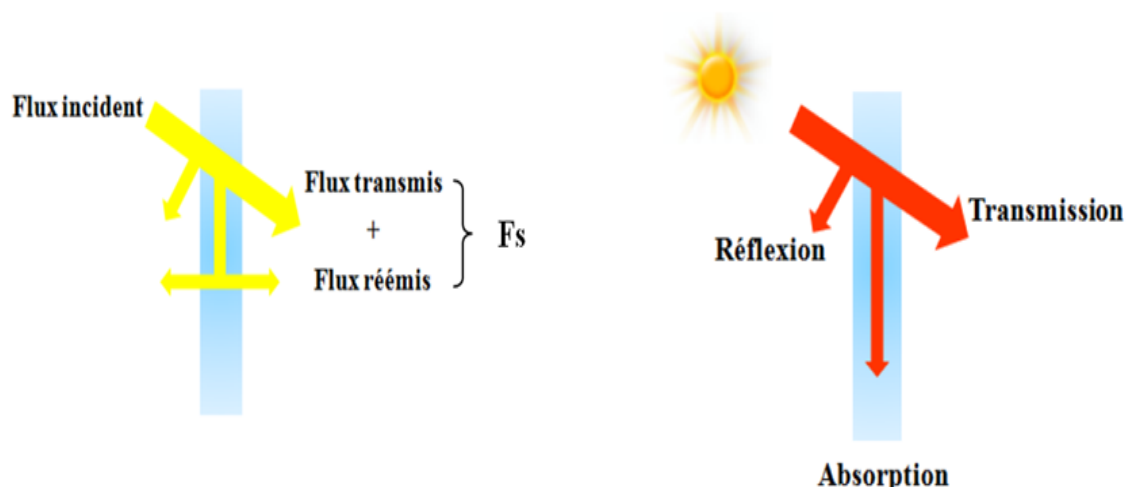 Flux incident
Flux transmis
+
Flux réémis
Fs
Réflexion
Transmission
Absorption